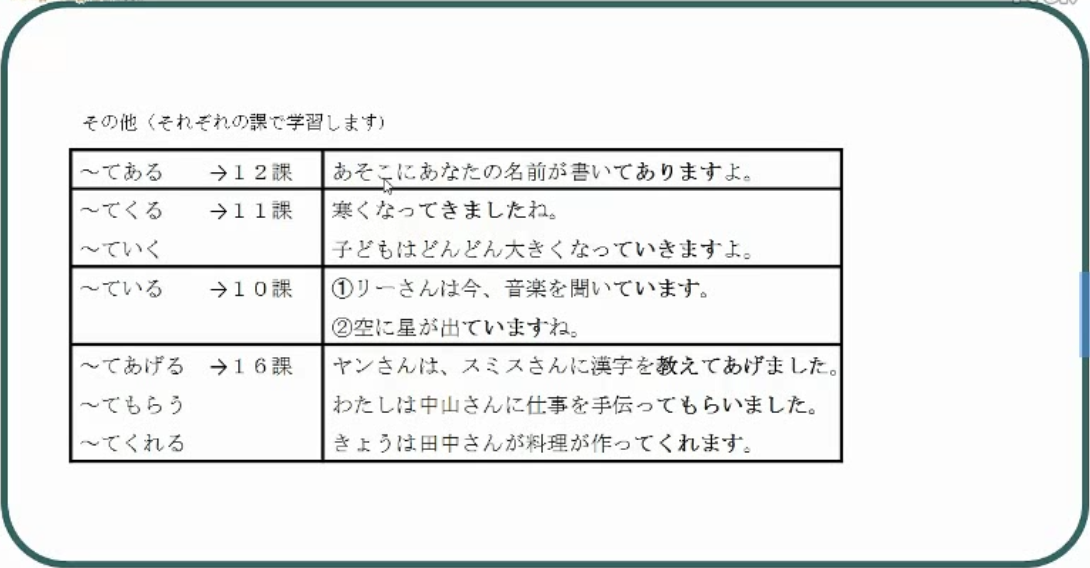 その他（それぞれの課で学習します）
～てある →１２課 あそこにあなたの名前が書いてありますよ。
～てくる →１１課 寒くなってきましたね。
～ていく 子どもはどんどん大きくなっていきますよ。
～ている →１０課 ①リーさんは今、音楽を聞いています。
②空に星が出ていますね。
～てあげる →１６課 ヤンさんは、スミスさんに漢字を教えてあげました。
～てもらう わたしは中山さんに仕事を手伝ってもらいました。
～てくれる きょうは田中さんが料理が作ってくれます。